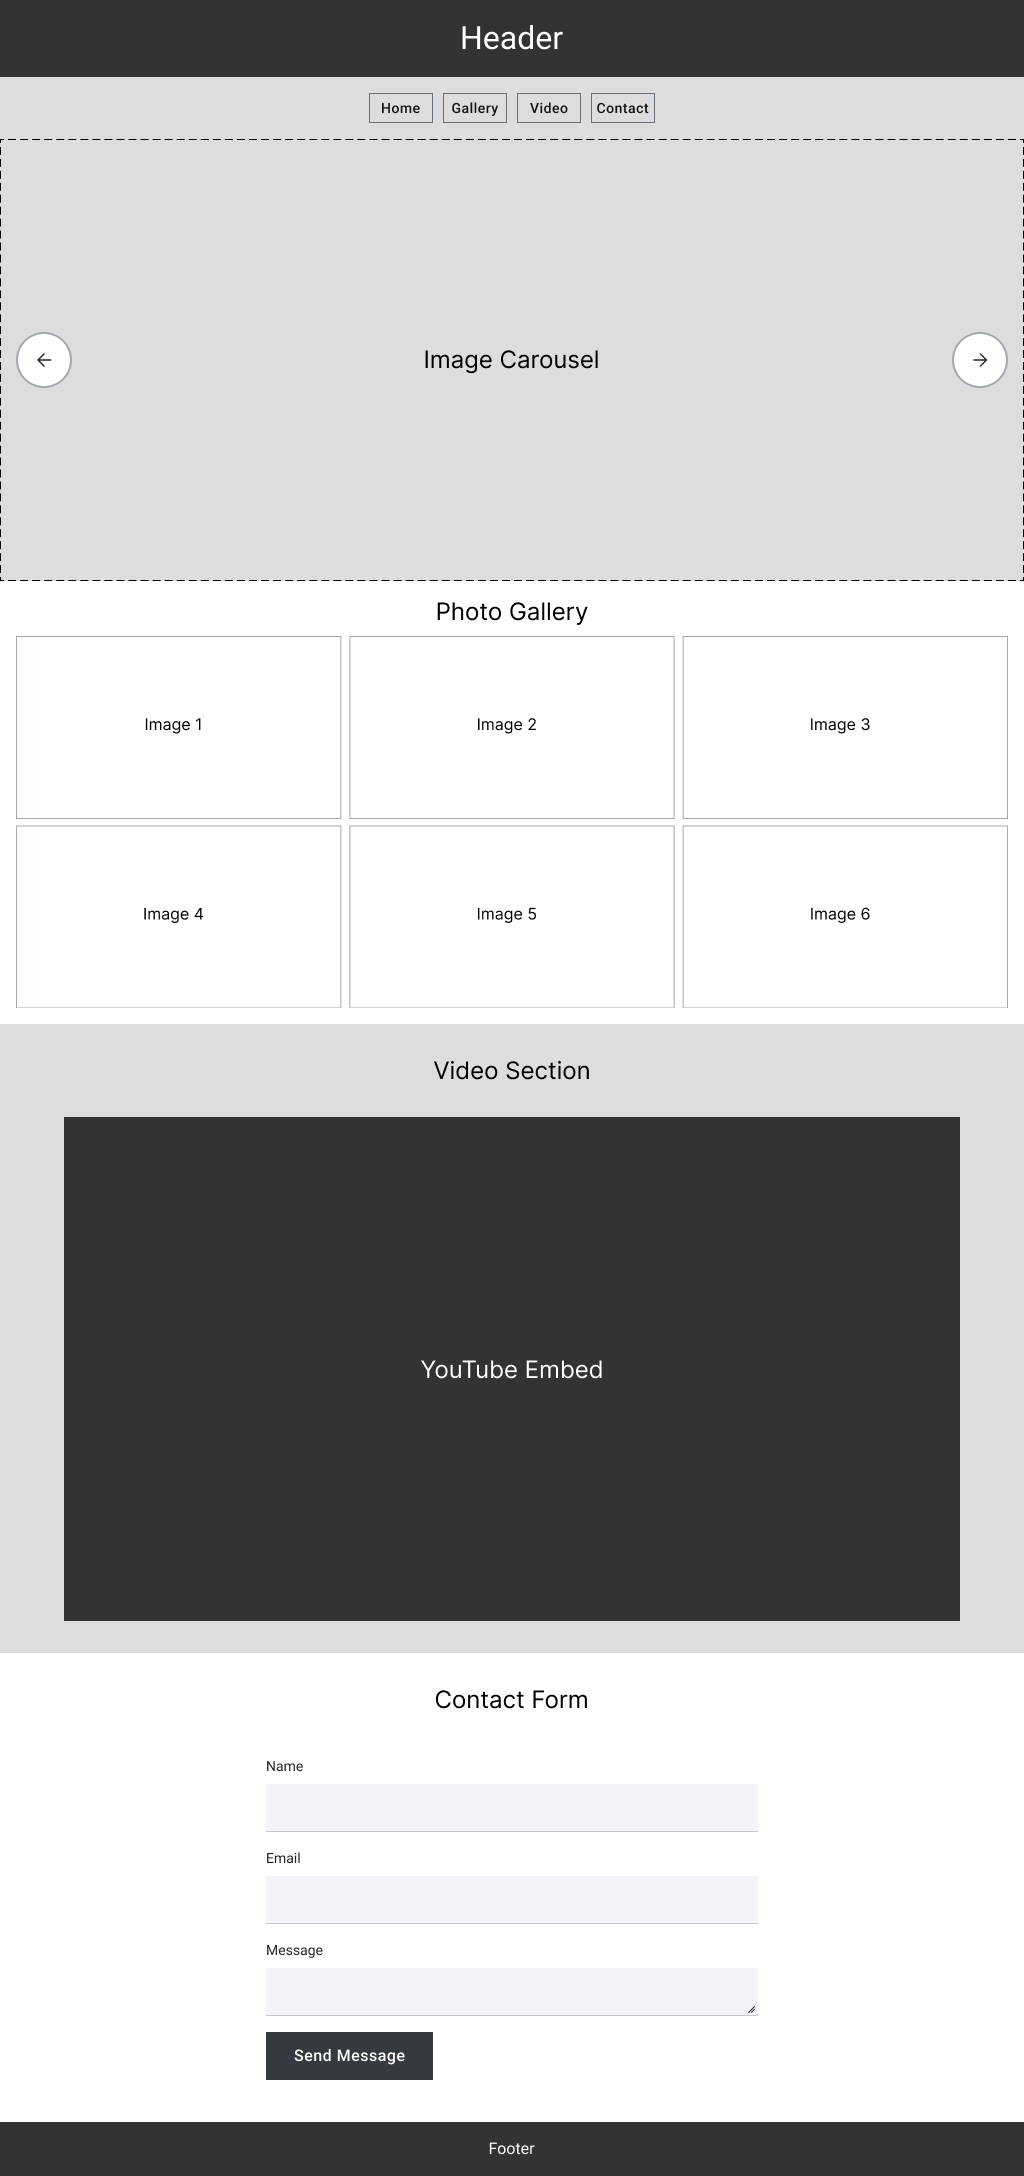 Header
Home
Gallery
Video
Contact
Image Carousel
Photo Gallery
Image 1
Image 2
Image 3
Image 4
Image 5
Image 6
Video Section
YouTube Embed
Contact Form
Name
Email
Message
Send Message
Footer